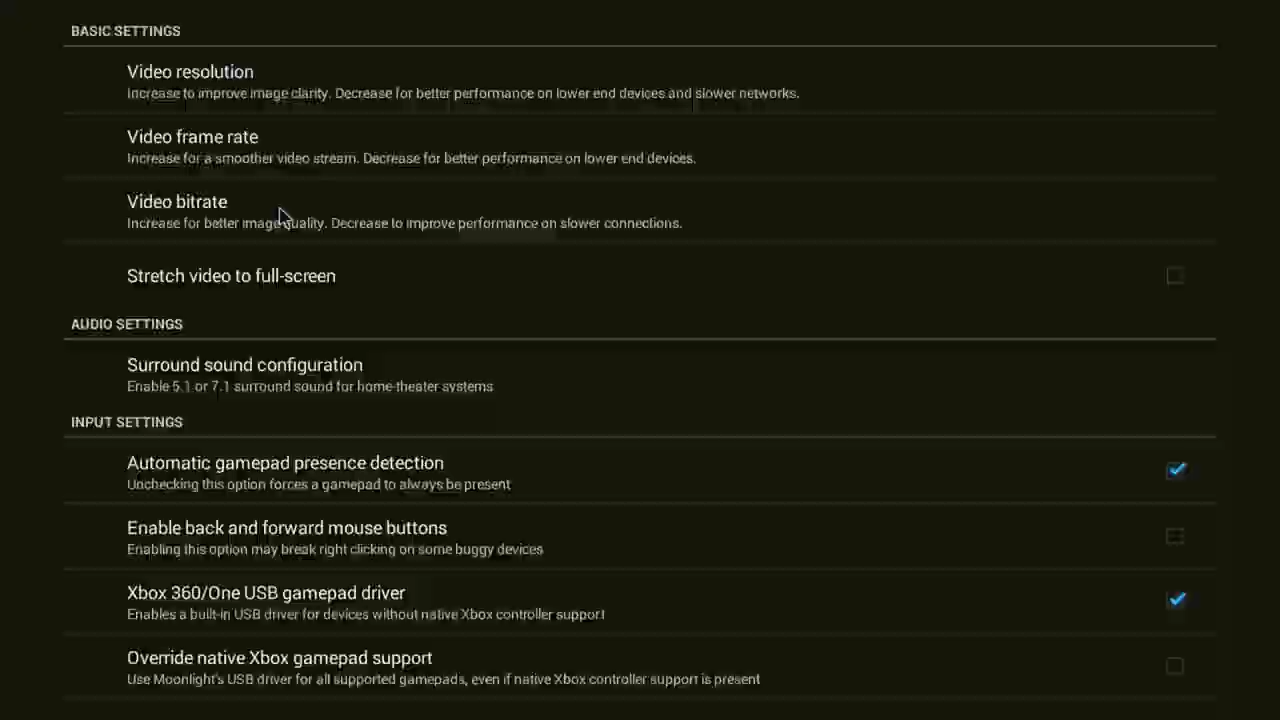 BASIC SETTINGS
Video resolution
Increase to improve image clarity. Decrease for better performance on lower end devices and slower networks.
Video frame rate
Increase for a smoother video stream. Decrease for better performance on lower end devices.
Video bitrate
Increase for better image quality. Decrease to improve performance on slower connections.
Stretch video to full-screen
AUDIO SETTINGS
Surround sound configuration
Enable 5.1 or 7.1 surround sound for home-theater systems
INPUT SETTINGS
Automatic gamepad presence detection
Unchecking this option forces a gamepad to always be present
Enable back and forward mouse buttons
Enabling this option may break right clicking on some buggy devices
Xbox 360/One USB gamepad driver
Enables a built-in USB driver for devices without native Xbox controller support
Override native Xbox gamepad support
Use Moonlight's USB driver for all supported gamepads, even if native Xbox controller support is present